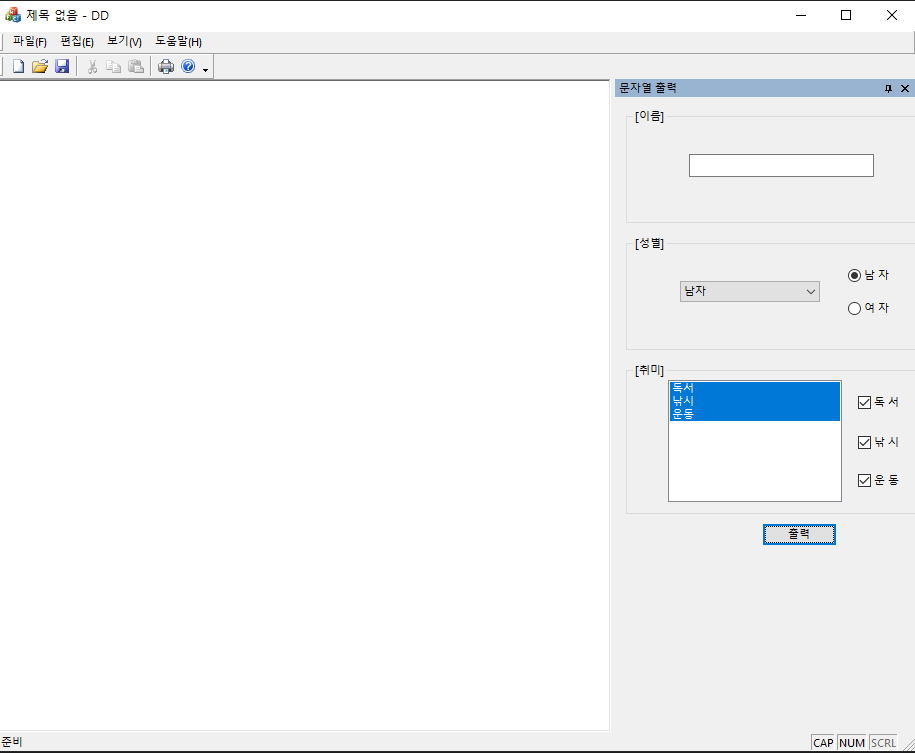 제목 없음 - DD
파일(F) 편집(E) 보기(V) 도움말(H)
문자열 출력
[이름]
[성별]
남자
남 자
여 자
[취미]
독서
낚시
운동
독 서
낚 시
운 동
출력
준비
CAP NUM SCRL